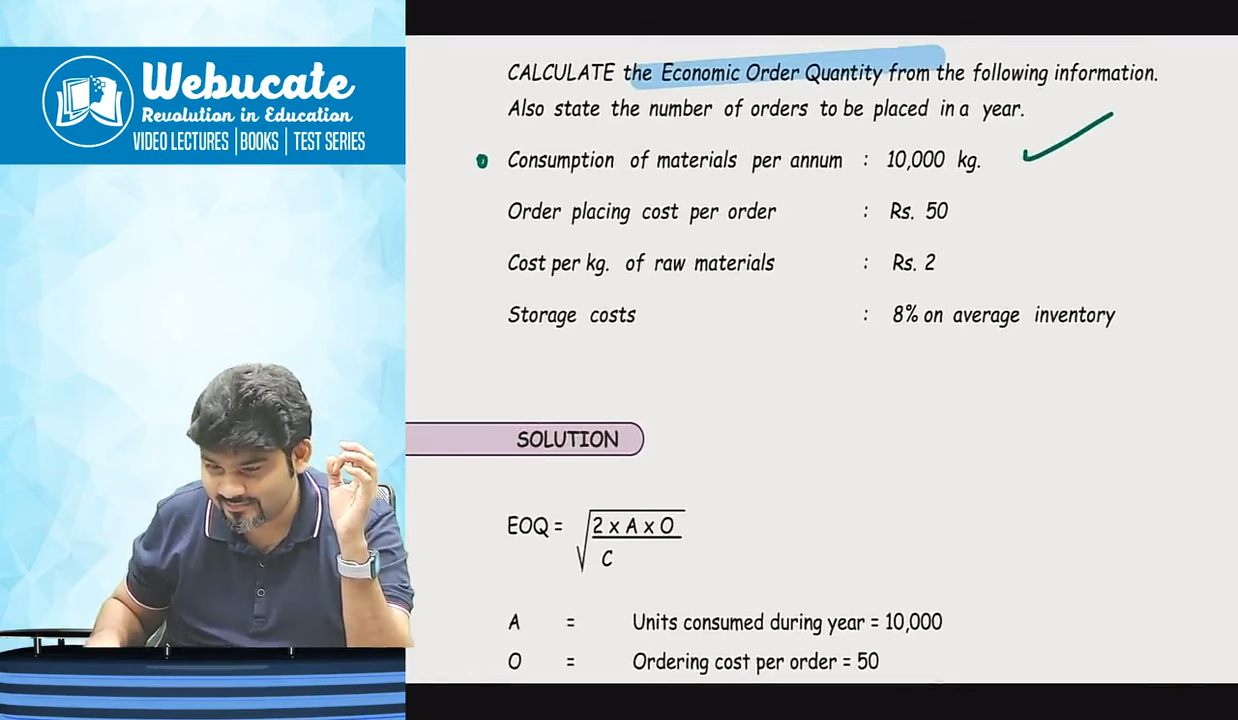 Webucate
Revolution in Education
VIDEO LECTURES | BOOKS | TEST SERIES
CALCULATE the Economic Order Quantity from the following information.
Also state the number of orders to be placed in a year.
Consumption of materials per annum : 10,000 kg.
Order placing cost per order : Rs. 50
Cost per kg. of raw materials : Rs. 2
Storage costs : 8% on average inventory
SOLUTION
EOQ = √2 x A x O
C
A = Units consumed during year = 10,000
O = Ordering cost per order = 50